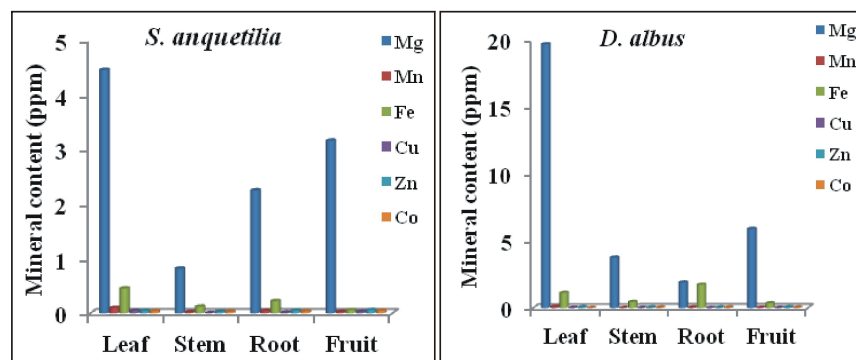 S. anquetilia
Mineral content (ppm)
5
4
3
2
1
0
Leaf Stem Root Fruit
Mg
Mn
Fe
Cu
Zn
Co
D. albus
Mineral content (ppm)
20
15
10
5
0
Leaf Stem Root Fruit
Mg
Mn
Fe
Cu
Zn
Co